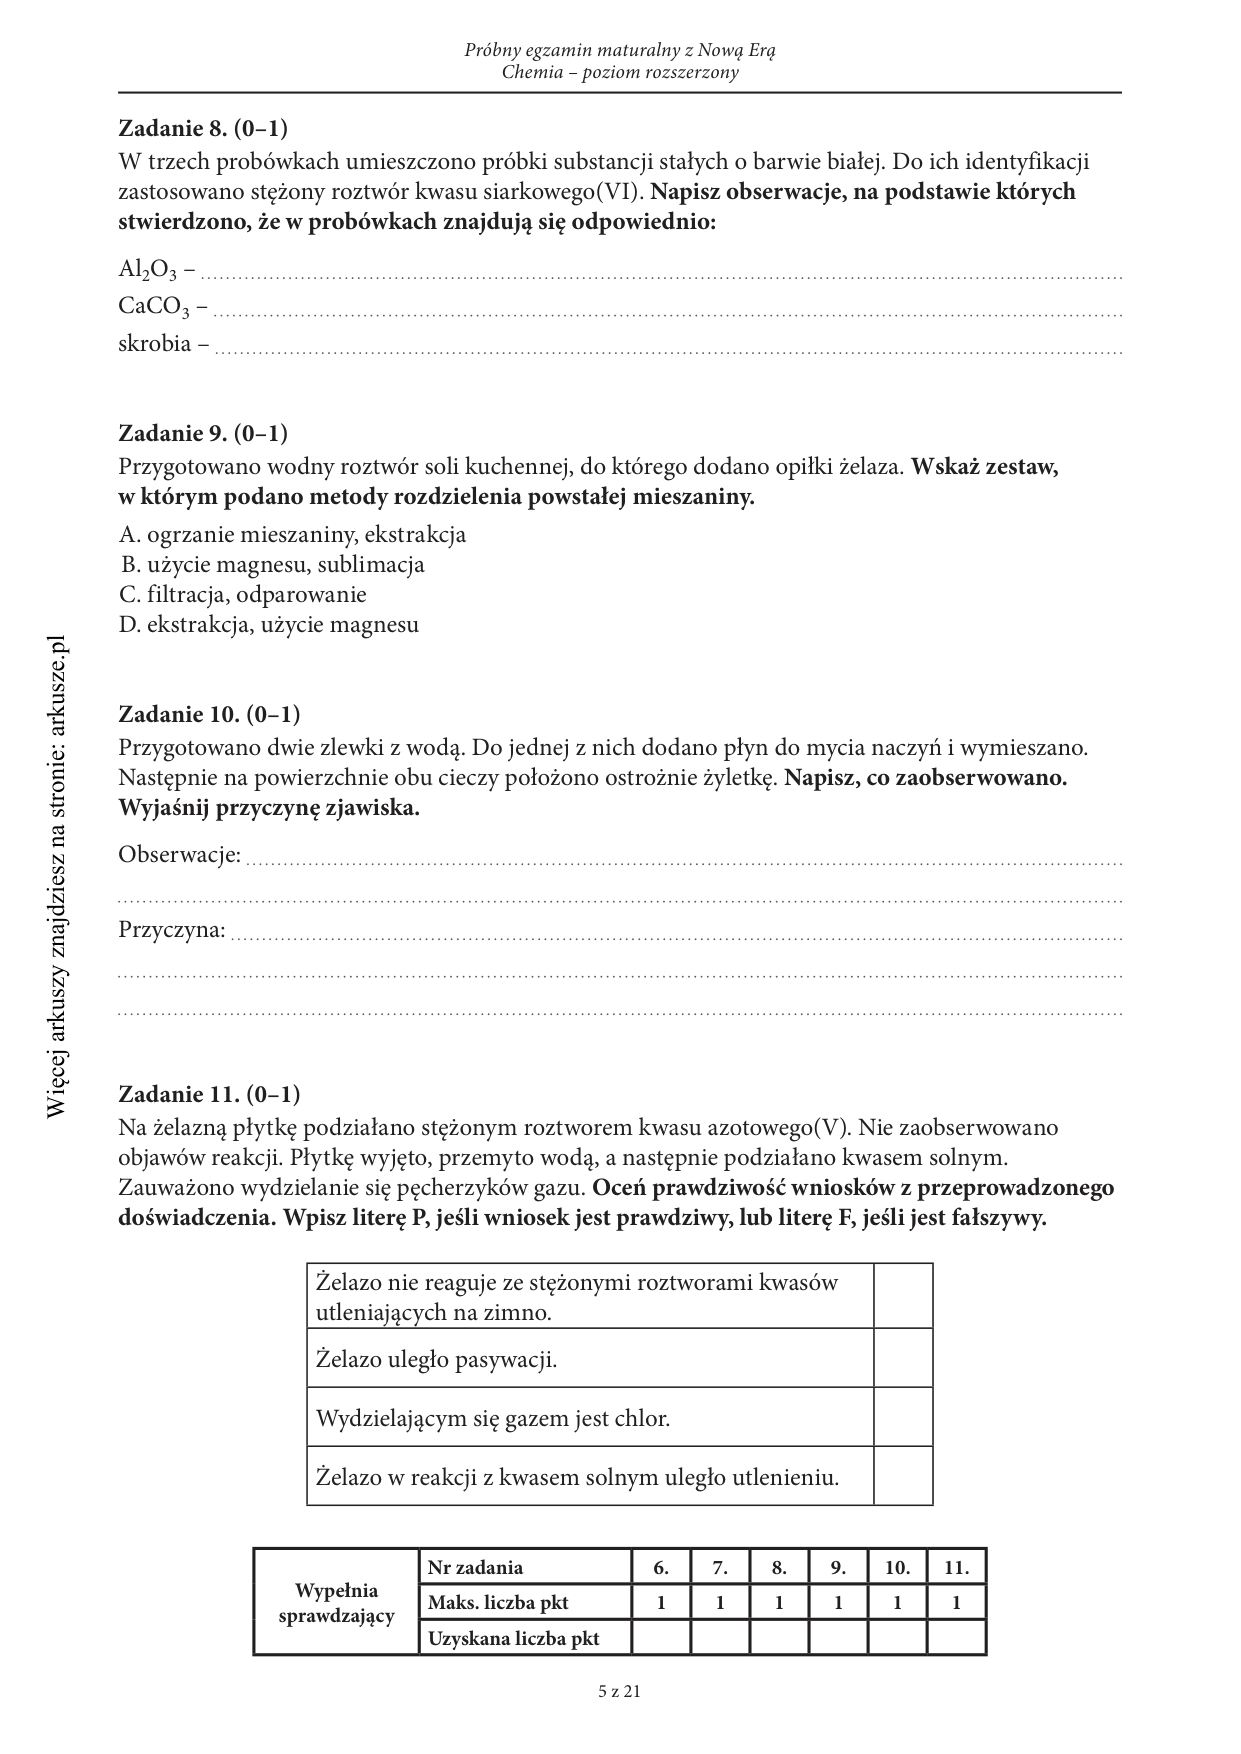 Próbny egzamin maturalny z Nową Erą
Chemia – poziom rozszerzony
Zadanie 8. (0–1)
W trzech probówkach umieszczono próbki substancji stałych o barwie białej. Do ich identyfikacji
zastosowano stężony roztwór kwasu siarkowego(VI). Napisz obserwacje, na podstawie których
stwierdzono, że w probówkach znajdują się odpowiednio:
Al₂O₃ –
CaCO₃ –
skrobia –
Zadanie 9. (0–1)
Przygotowano wodny roztwór soli kuchennej, do którego dodano opiłki żelaza. Wskaż zestaw,
w którym podano metody rozdzielenia powstałej mieszaniny.
A. ogrzanie mieszaniny, ekstrakcja
B. użycie magnesu, sublimacja
C. filtracja, odparowanie
D. ekstrakcja, użycie magnesu
Zadanie 10. (0–1)
Przygotowano dwie zlewki z wodą. Do jednej z nich dodano płyn do mycia naczyń i wymieszano.
Następnie na powierzchnie obu cieczy położono ostrożnie żyletkę. Napisz, co zaobserwowano.
Wyjaśnij przyczynę zjawiska.
Obserwacje:
Przyczyna:
Zadanie 11. (0–1)
Na żelazną płytkę podziałano stężonym roztworem kwasu azotowego(V). Nie zaobserwowano
objawów reakcji. Płytkę wyjęto, przemyto wodą, a następnie podziałano kwasem solnym.
Zauważono wydzielanie się pęcherzyków gazu. Oceń prawdziwość wniosków z przeprowadzonego
doświadczenia. Wpisz literę P, jeśli wniosek jest prawdziwy, lub literę F, jeśli jest fałszywy.
Żelazo nie reaguje ze stężonymi roztworami kwasów
utleniających na zimno.
Żelazo uległo pasywacji.
Wydzielającym się gazem jest chlor.
Żelazo w reakcji z kwasem solnym uległo utlenieniu.
Wypełnia
sprawdzający
Nr zadania 6. 7. 8. 9. 10. 11.
Maks. liczba pkt 1 1 1 1 1 1
Uzyskana liczba pkt
5 z 21
Więcej arkuszy znajdziesz na stronie: arkusze.pl